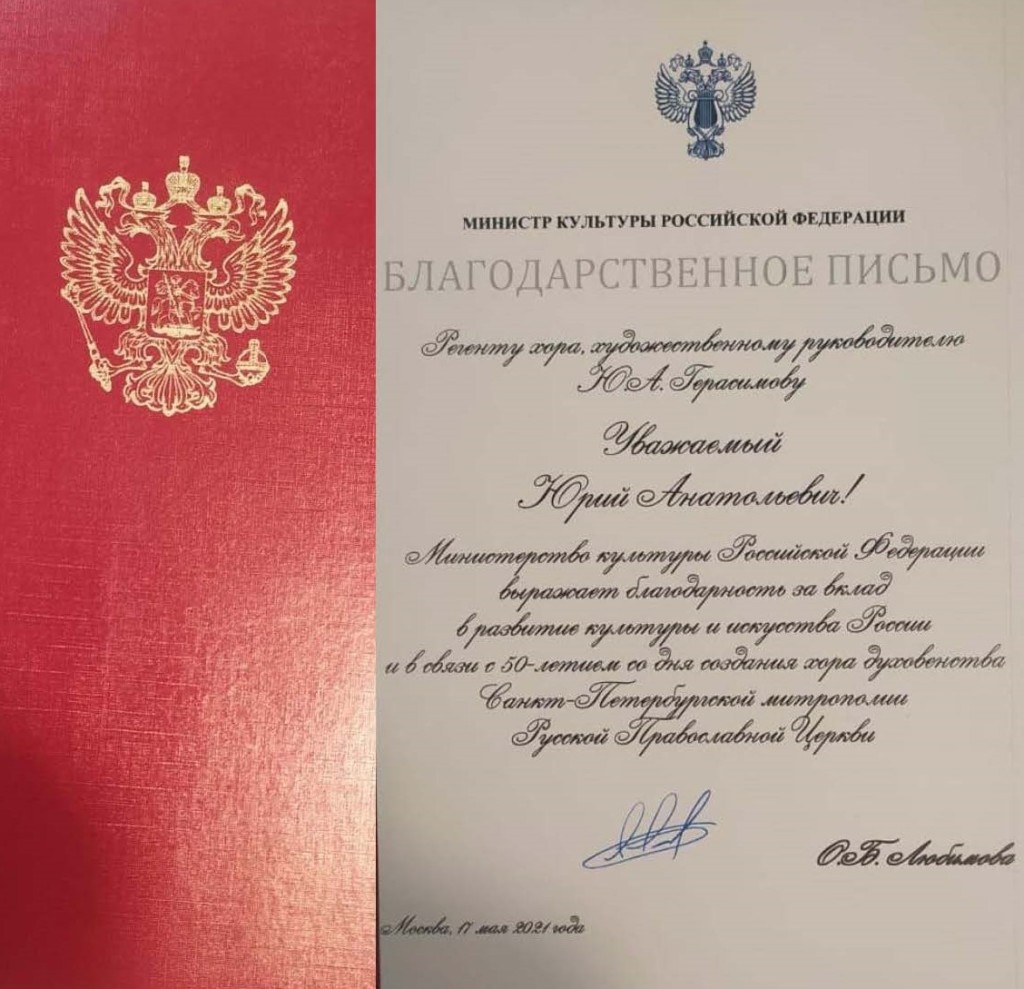 МИНИСТР КУЛЬТУРЫ РОССИЙСКОЙ ФЕДЕРАЦИИ
БЛАГОДАРСТВЕННОЕ ПИСЬМО
Регенту хора, художественному руководителю
Ю.А. Герасимову
Уважаемый
Юрий Анатольевич!
Министерство культуры Российской Федерации
выражает благодарность за вклад
в развитие культуры и искусства России
и в связи с 50-летием со дня создания хора духовенства
Санкт-Петербургской митрополии
Русской Православной Церкви
О.Б. Любимова
Москва, 17 мая 2021 года